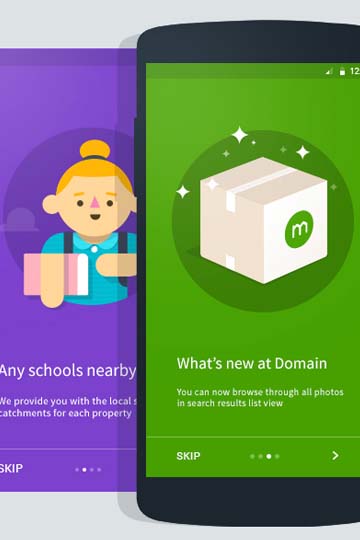 Any schools nearby
We provide you with the local s
catchments for each property
SKIP
12
m
What's new at Domain
You can now browse through all photos
in search results list view
SKIP